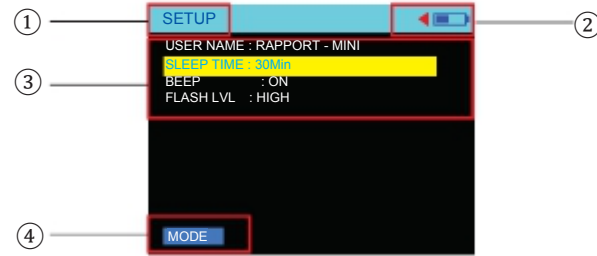 ① SETUP ②
③ USER NAME : RAPPORT - MINI
SLEEP TIME : 30Min
BEEP : ON
FLASH LVL : HIGH
④ MODE